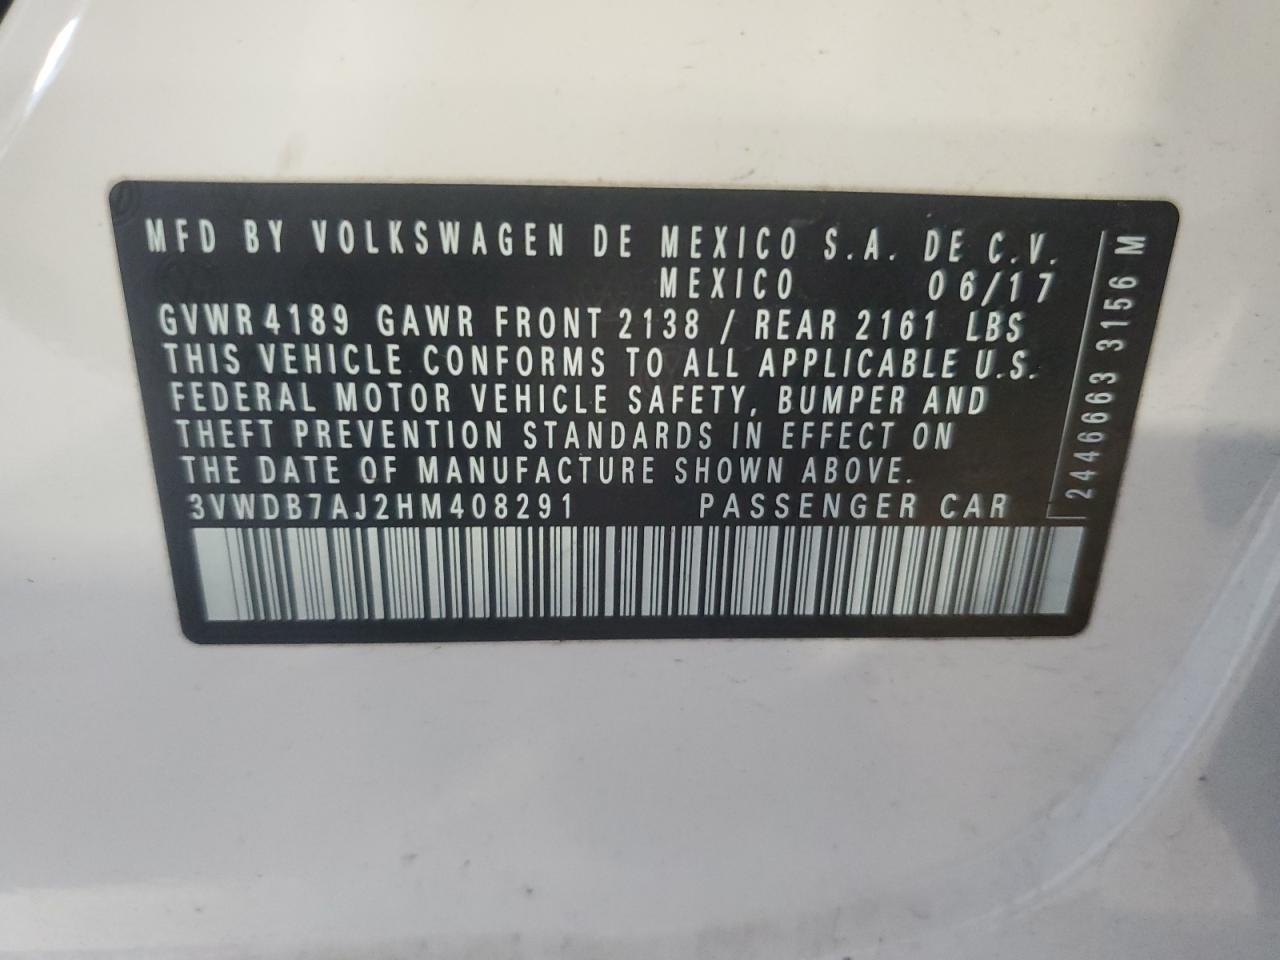 MFD BY VOLKSWAGEN DE MEXICO S.A. DE C.V.
MEXICO 06/17
GVWR 4189 GAWR FRONT 2138 / REAR 2161 LBS
THIS VEHICLE CONFORMS TO ALL APPLICABLE U.S.
FEDERAL MOTOR VEHICLE SAFETY, BUMPER AND
THEFT PREVENTION STANDARDS IN EFFECT ON
THE DATE OF MANUFACTURE SHOWN ABOVE.
3VWDB7AJ2HM408291 PASSENGER CAR
2446663 3156 M